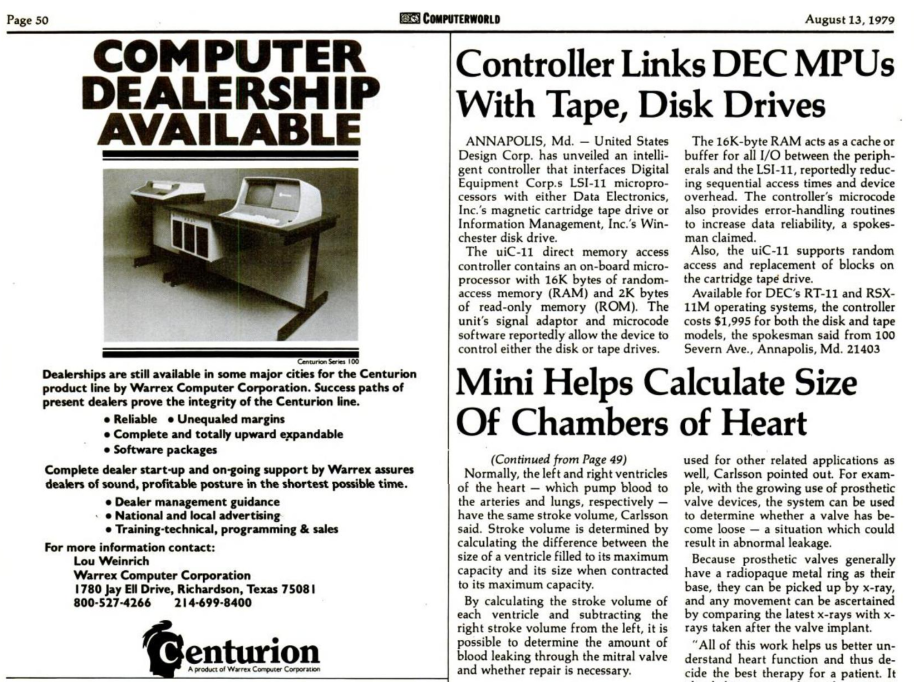 Page 50
COMPUTERWORLD
August 13, 1979
COMPUTER
DEALERSHIP
AVAILABLE
Centurion Series 100
Dealerships are still available in some major cities for the Centurion
product line by Warrex Computer Corporation. Success paths of
present dealers prove the integrity of the Centurion line.
• Reliable • Unequaled margins
• Complete and totally upward expandable
• Software packages
Complete dealer start-up and on-going support by Warrex assures
dealers of sound, profitable posture in the shortest possible time.
• Dealer management guidance
• National and local advertising
• Training-technical, programming & sales
For more information contact:
Lou Weinrich
Warrex Computer Corporation
1780 Jay Ell Drive, Richardson, Texas 75081
800-527-4266 214-699-8400
Centurion
A product of Warrex Computer Corporation
Controller Links DEC MPUs
With Tape, Disk Drives
ANNAPOLIS, Md. — United States
Design Corp. has unveiled an intelli-
gent controller that interfaces Digital
Equipment Corp.s LSI-11 micropro-
cessors with either Data Electronics,
Inc.'s magnetic cartridge tape drive or
Information Management, Inc.'s Win-
chester disk drive.
The uiC-11 direct memory access
controller contains an on-board micro-
processor with 16K bytes of random-
access memory (RAM) and 2K bytes
of read-only memory (ROM). The
unit's signal adaptor and microcode
software reportedly allow the device to
control either the disk or tape drives.
The 16K-byte RAM acts as a cache or
buffer for all I/O between the periph-
erals and the LSI-11, reportedly reduc-
ing sequential access times and device
overhead. The controller's microcode
also provides error-handling routines
to increase data reliability, a spokes-
man claimed.
Also, the uiC-11 supports random
access and replacement of blocks on
the cartridge tape drive.
Available for DEC's RT-11 and RSX-
11M operating systems, the controller
costs $1,995 for both the disk and tape
models, the spokesman said from 100
Severn Ave., Annapolis, Md. 21403
Mini Helps Calculate Size
Of Chambers of Heart
(Continued from Page 49)
Normally, the left and right ventricles
of the heart — which pump blood to
the arteries and lungs, respectively —
have the same stroke volume, Carlsson
said. Stroke volume is determined by
calculating the difference between the
size of a ventricle filled to its maximum
capacity and its size when contracted
to its maximum capacity.
By calculating the stroke volume of
each ventricle and subtracting the
right stroke volume from the left, it is
possible to determine the amount of
blood leaking through the mitral valve
and whether repair is necessary.
used for other related applications as
well, Carlsson pointed out. For exam-
ple, with the growing use of prosthetic
valve devices, the system can be used
to determine whether a valve has be-
come loose — a situation which could
result in abnormal leakage.
Because prosthetic valves generally
have a radiopaque metal ring as their
base, they can be picked up by x-ray,
and any movement can be ascertained
by comparing the latest x-rays with x-
rays taken after the valve implant.
"All of this work helps us better un-
derstand heart function and thus de-
cide the best therapy for a patient. It